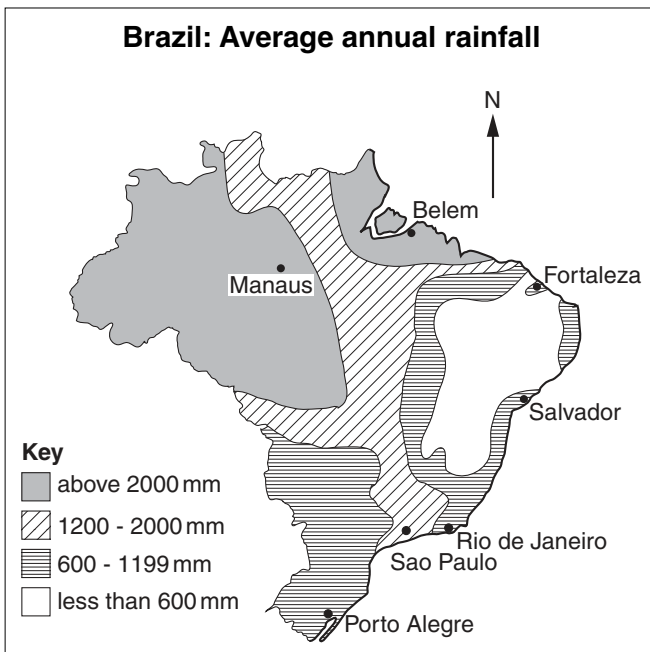 Brazil: Average annual rainfall
N
Belem
Manaus
Fortaleza
Salvador
Key
above 2000 mm
1200 - 2000 mm
600 - 1199 mm
less than 600 mm
Rio de Janeiro
Sao Paulo
Porto Alegre